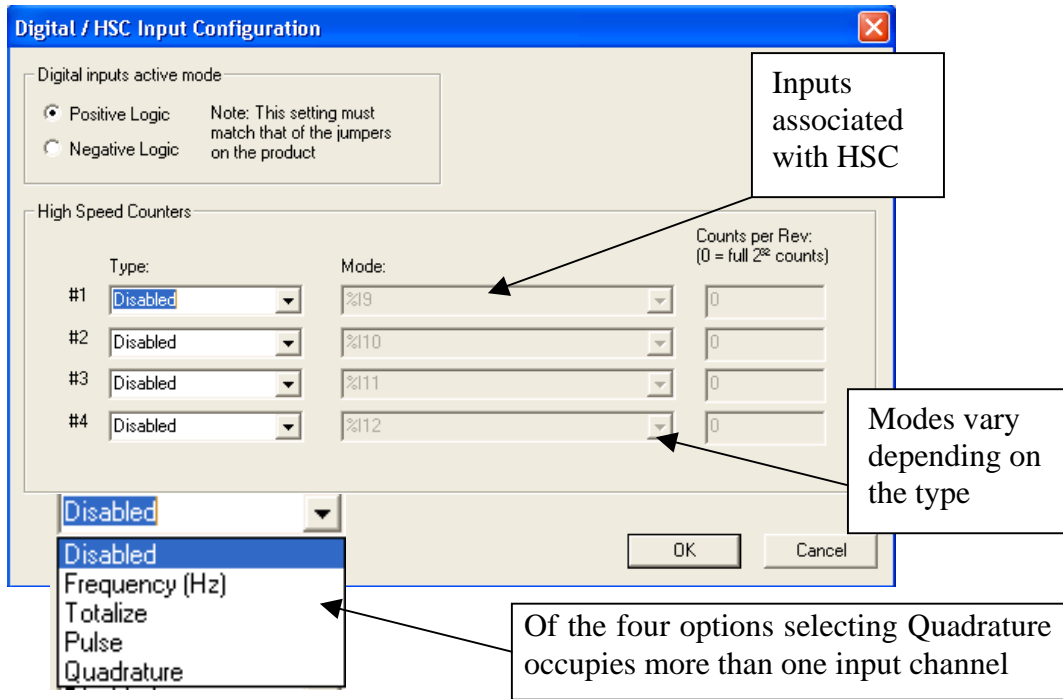 Digital / HSC Input Configuration
Digital inputs active mode
Positive Logic
Negative Logic
Note: This setting must
match that of the jumpers
on the product
Inputs
associated
with HSC
High Speed Counters
Type:
Mode:
Counts per Rev:
(0 = full 2³² counts)
#1 Disabled %I9 0
#2 Disabled %I10 0
#3 Disabled %I11 0
#4 Disabled %I12 0
Modes vary
depending on
the type
Disabled
Disabled
Frequency (Hz)
Totalize
Pulse
Quadrature
OK
Cancel
Of the four options selecting Quadrature
occupies more than one input channel